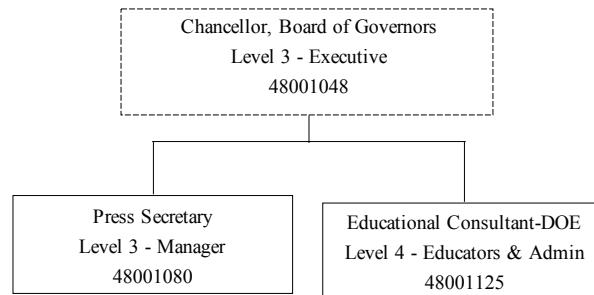 Chancellor, Board of Governors
Level 3 - Executive
48001048
Press Secretary
Level 3 - Manager
48001080
Educational Consultant-DOE
Level 4 - Educators & Admin
48001125